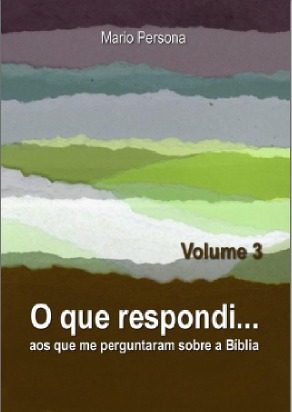 Mario Persona
Volume 3
O que respondi...
aos que me perguntaram sobre a Bíblia